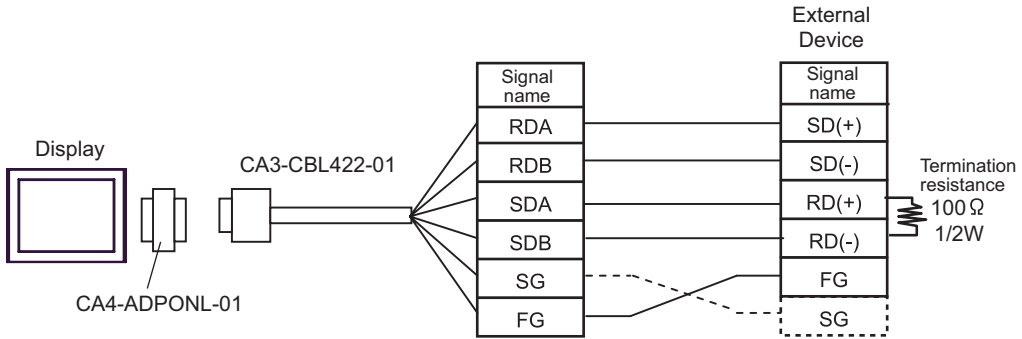 External
Device
Signal
name
Signal
name
RDA
SD(+)
Display
CA3-CBL422-01
RDB
SD(-)
Termination
resistance
100Ω
1/2W
SDA
RD(+)
SDB
RD(-)
SG
FG
CA4-ADPONL-01
FG
SG